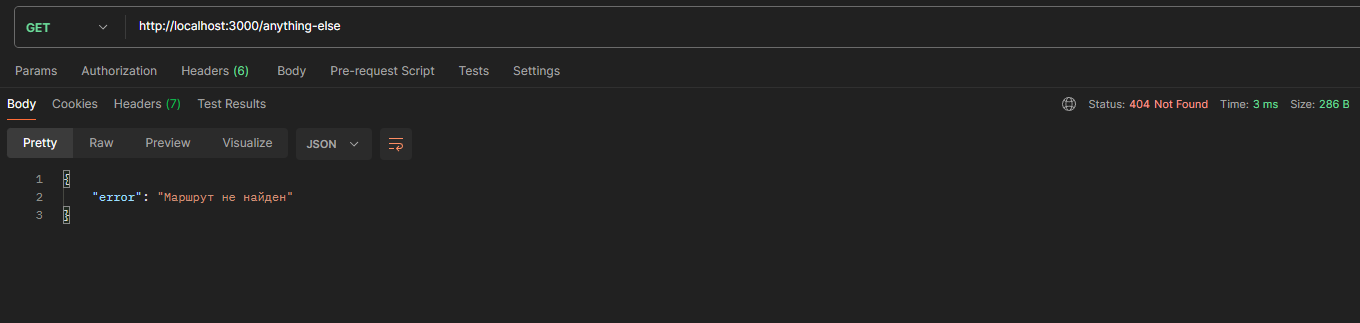 GET http://localhost:3000/anything-else
Params Authorization Headers (6) Body Pre-request Script Tests Settings
Body Cookies Headers (7) Test Results Status: 404 Not Found Time: 3 ms Size: 286 B
Pretty Raw Preview Visualize JSON
1 {
2 "error": "Маршрут не найден"
3 }